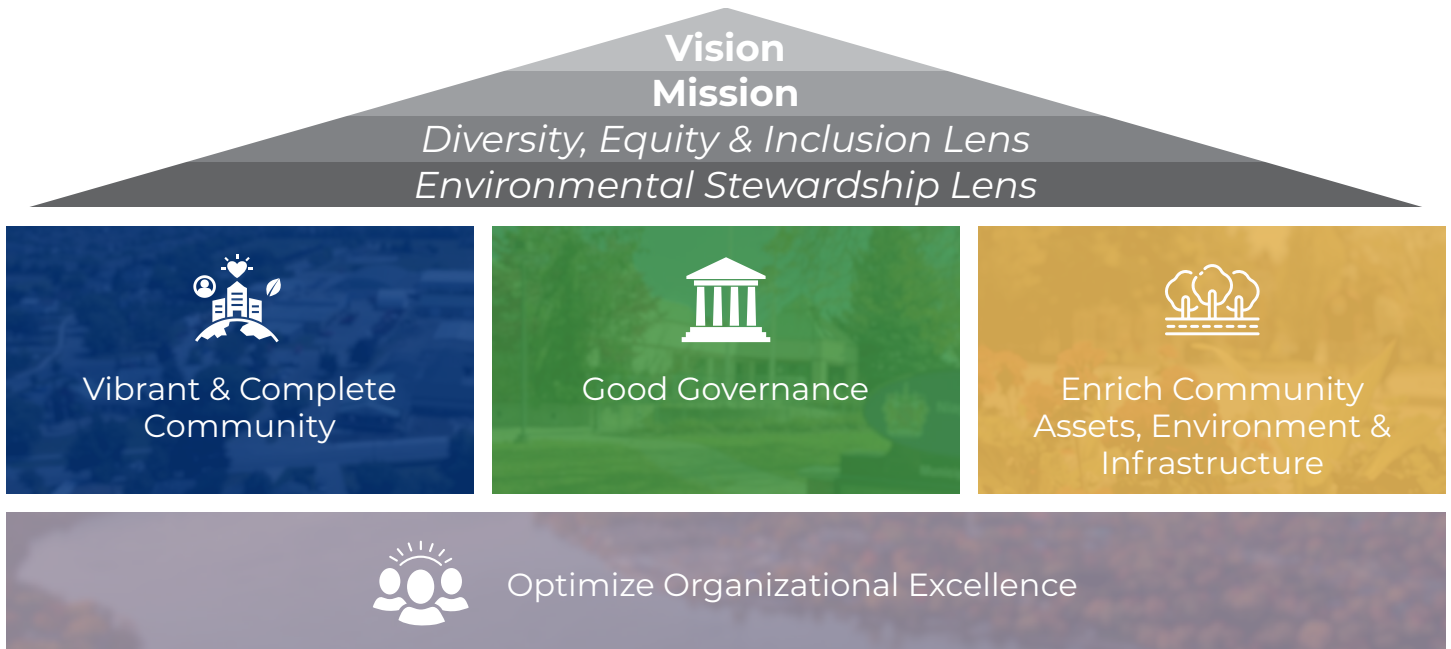 Vision
Mission
Diversity, Equity & Inclusion Lens
Environmental Stewardship Lens
Vibrant & Complete
Community
Good Governance
Enrich Community
Assets, Environment &
Infrastructure
Optimize Organizational Excellence